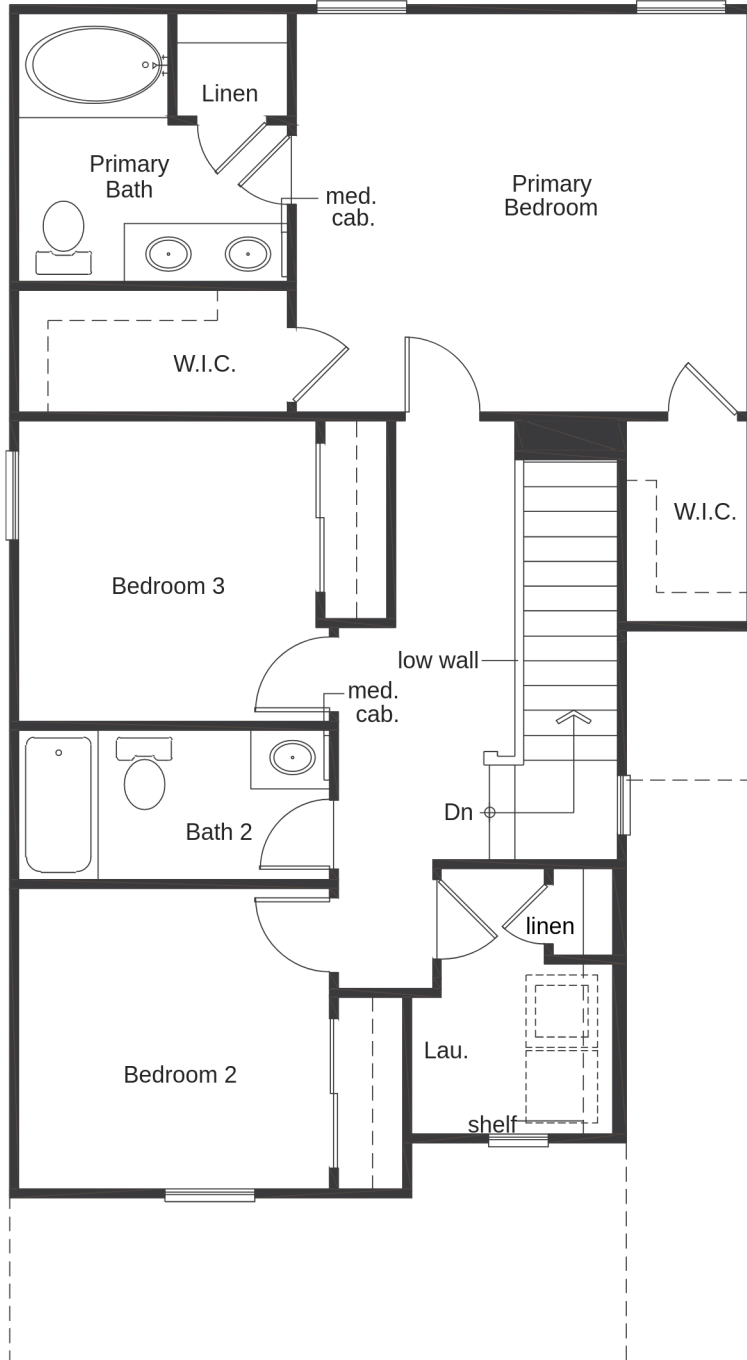 Linen
Primary
Bath
med.
cab.
Primary
Bedroom
W.I.C.
W.I.C.
Bedroom 3
low wall
med.
cab.
Dn
Bath 2
linen
Lau.
Bedroom 2
shelf